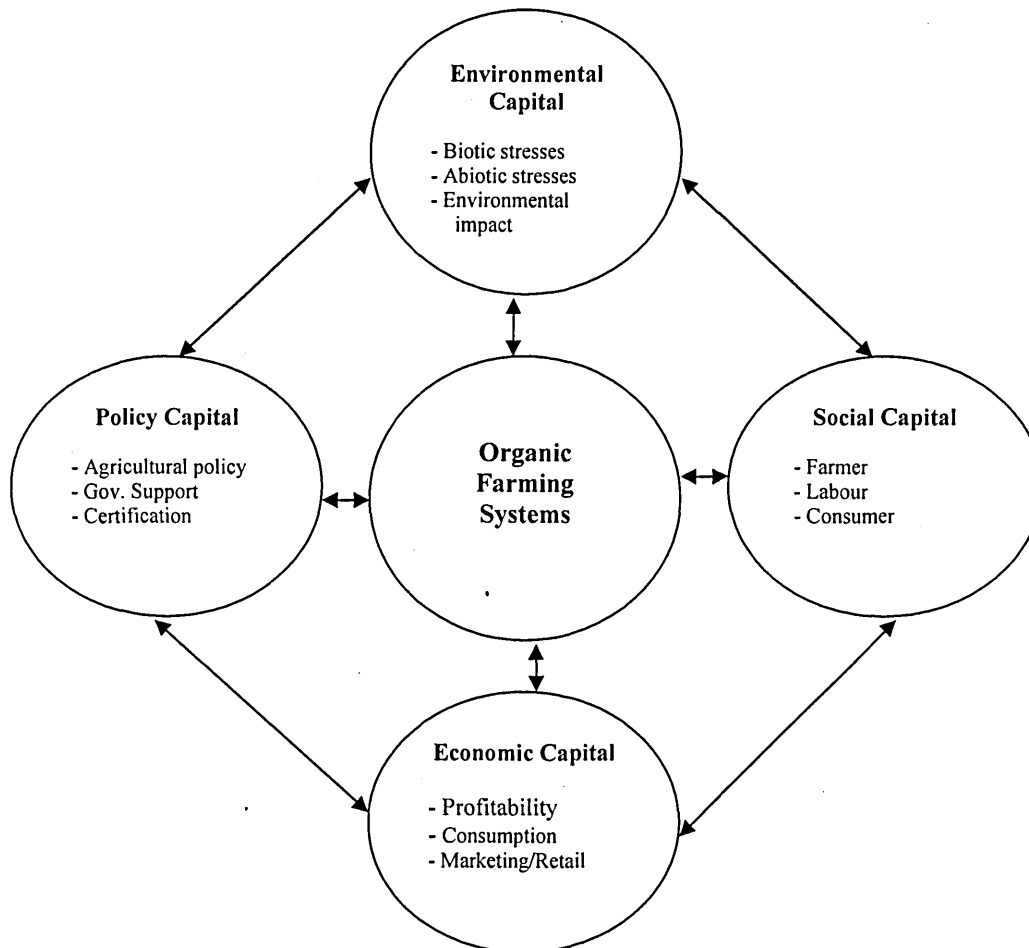 Environmental
Capital
- Biotic stresses
- Abiotic stresses
- Environmental
impact
Policy Capital
- Agricultural policy
- Gov. Support
- Certification
Organic
Farming
Systems
Social Capital
- Farmer
- Labour
- Consumer
Economic Capital
- Profitability
- Consumption
- Marketing/Retail